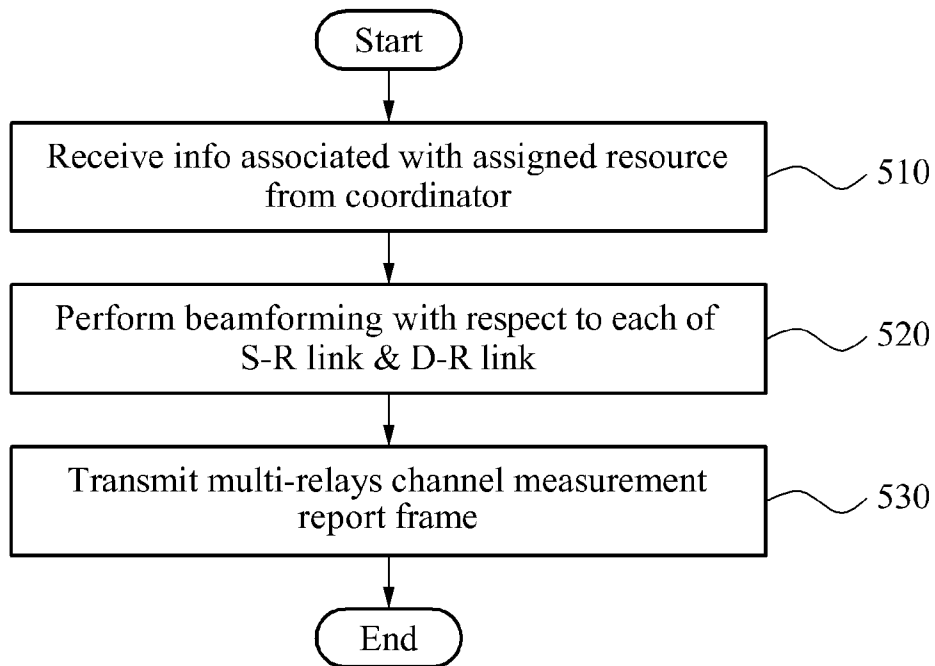 Start
Receive info associated with assigned resource
from coordinator
510
Perform beamforming with respect to each of
S-R link & D-R link
520
Transmit multi-relays channel measurement
report frame
530
End